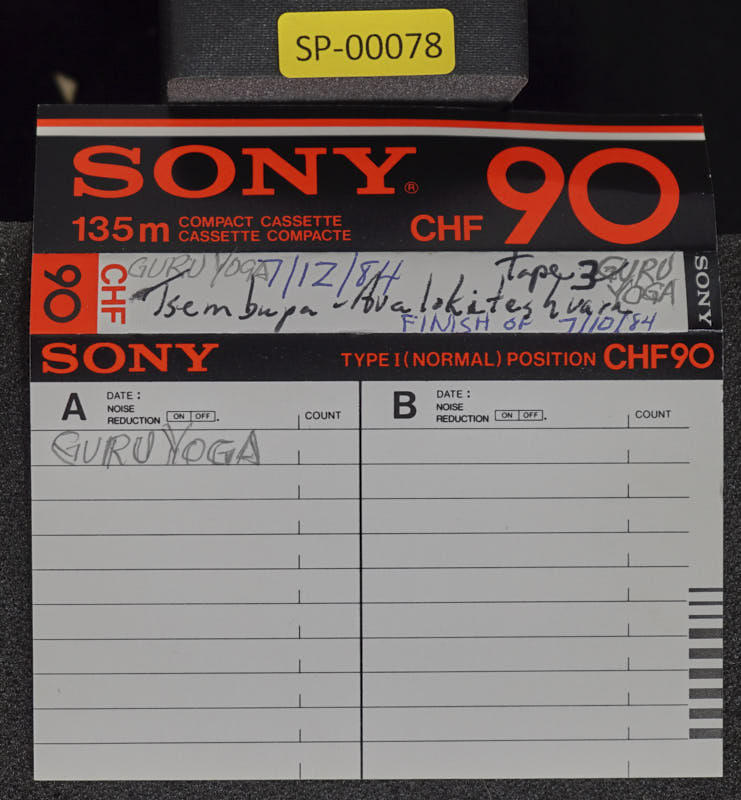 SP-00078
SONY® 90
135m COMPACT CASSETTE
CASSETTE COMPACTE CHF
90 CHF GURU YOGA 7/12/84 tape 3 GURU YOGA SONY
Tsembupa - Avalokiteshvara
FINISH OF 7/10/84
SONY TYPE I (NORMAL) POSITION CHF90
A DATE:
NOISE
REDUCTION ON OFF. COUNT
B DATE:
NOISE
REDUCTION ON OFF. COUNT
GURU YOGA